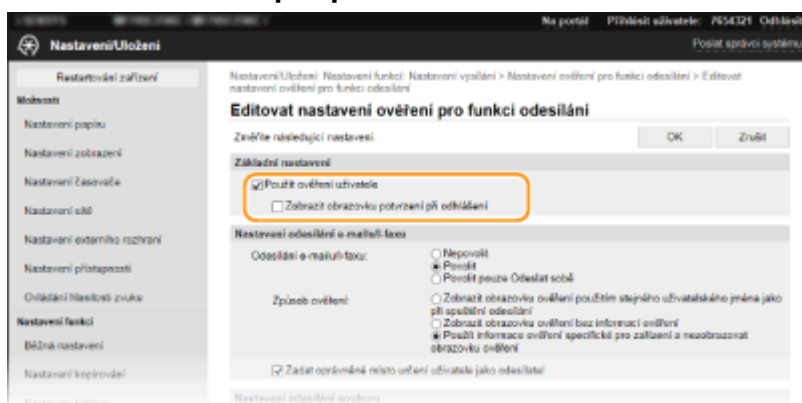 Na portál Přihlásit uživatele: 7654321 Odhlásit
Nastavení/Uložení
Poslat správci systému
Restartování zařízení
Možnosti
Nastavení papíru
Nastavení zobrazení
Nastavení časovače
Nastavení sítě
Nastavení externího rozhraní
Nastavení přístupnosti
Ovládání hlasitosti zvuku
Nastavení funkcí
Běžná nastavení
Nastavení kopírování
Nastavení/Uložení: Nastavení funkcí: Nastavení vysílání > Nastavení ověření pro funkci odesílání > Editovat
nastavení ověření pro funkci odesílání
Editovat nastavení ověření pro funkci odesílání
Změňte následující nastavení.
OK
Zrušit
Základní nastavení
Použít ověření uživatele
Zobrazit obrazovku potvrzení při odhlášení
Nastavení odesílání e-mailu/I-faxu
Odesílání e-mailu/I-faxu:
Nepovolit
Povolit
Povolit pouze Odeslat sobě
Způsob ověření:
Zobrazit obrazovku ověření použitím stejného uživatelského jména jako
při spuštění odesílání
Zobrazit obrazovku ověření bez informací ověření
Použít informace ověření specifické pro zařízení a nezobrazovat
obrazovku ověření
Zadat oprávněné místo určení uživatele jako odesílatel
Nastavení odesílání souboru